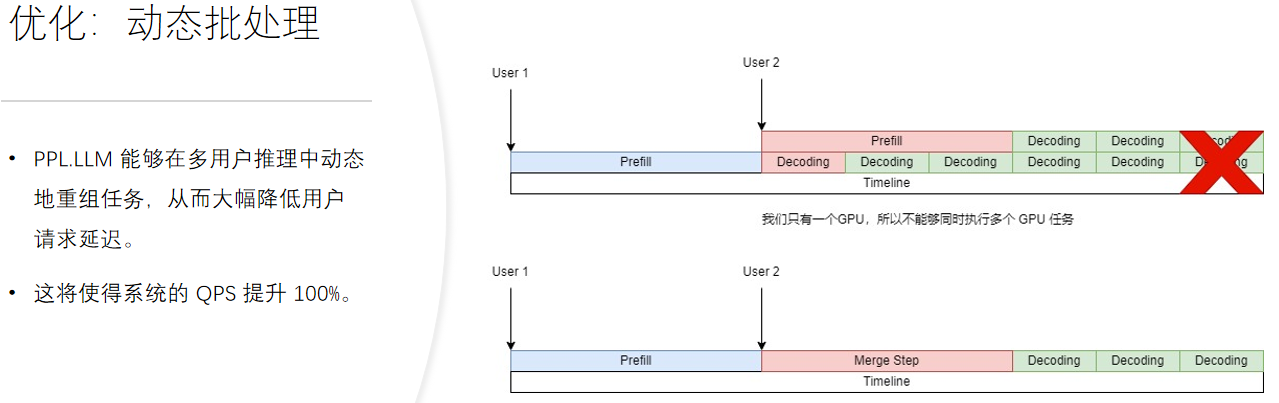 优化：动态批处理
• PPL.LLM 能够在多用户推理中动态
地重组任务，从而大幅降低用户
请求延迟。
• 这将使得系统的 QPS 提升 100%。
User 1
User 2
Prefill
Decoding
Decoding
Prefill
Decoding
Decoding
Decoding
Decoding
Decoding
Timeline
我们只有一个GPU，所以不能够同时执行多个 GPU 任务
User 1
User 2
Prefill
Merge Step
Decoding
Decoding
Decoding
Timeline